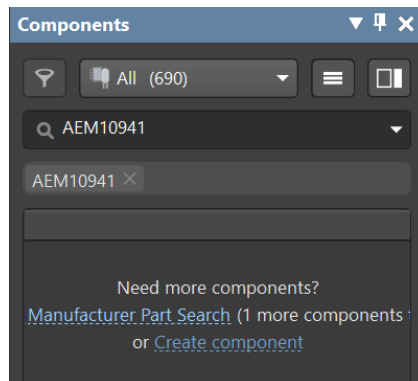 Components
All (690)
AEM10941
AEM10941
Need more components?
Manufacturer Part Search (1 more components
or Create component